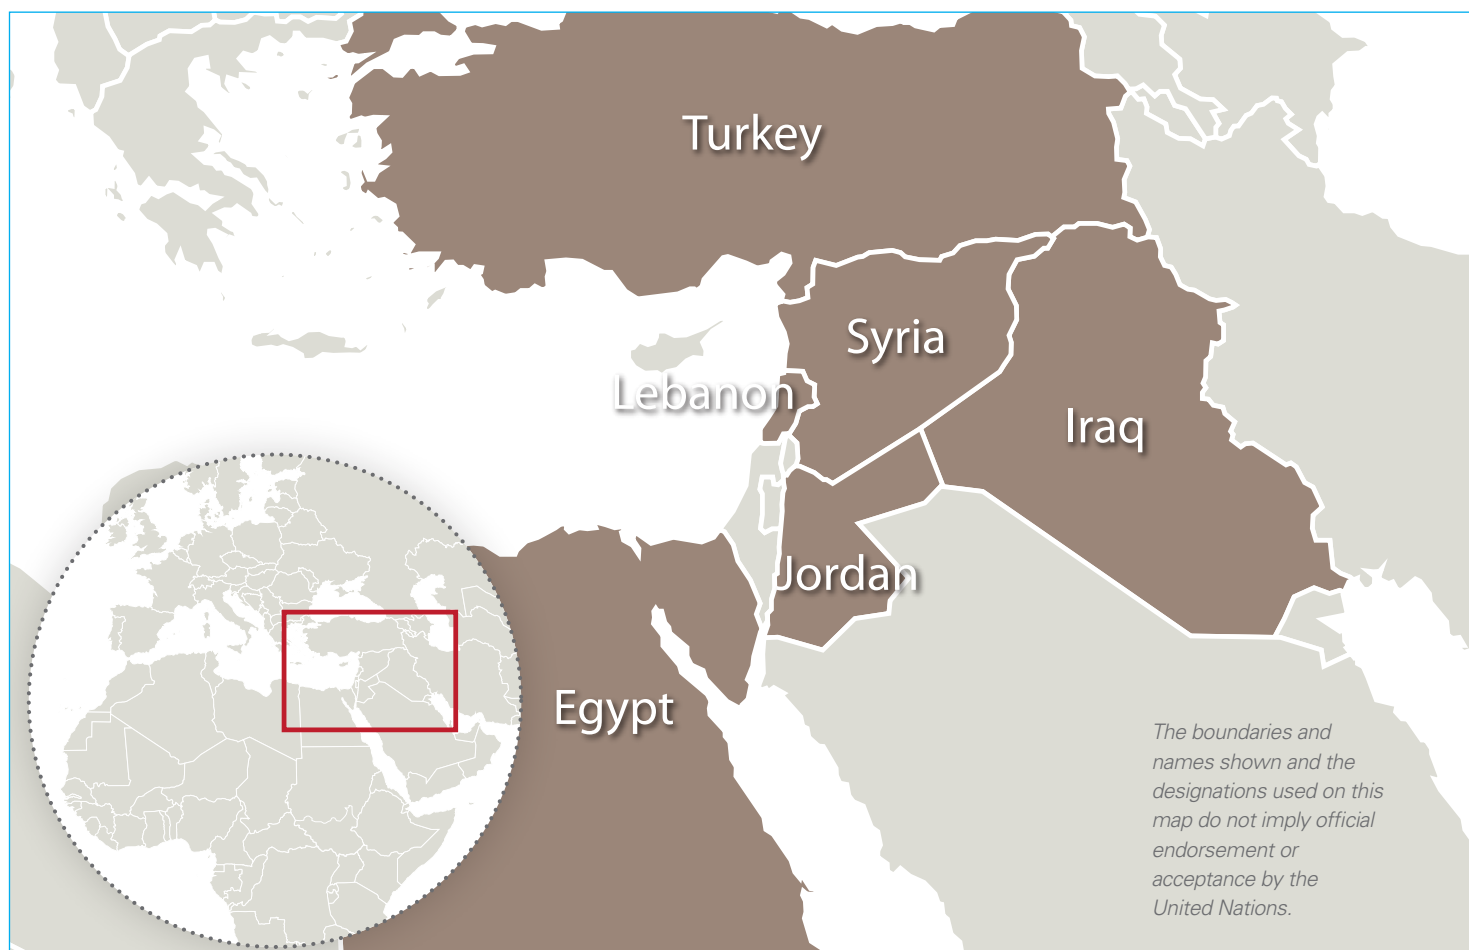 Turkey
Syria
Lebanon
Iraq
Jordan
Egypt
The boundaries and
names shown and the
designations used on this
map do not imply official
endorsement or
acceptance by the
United Nations.